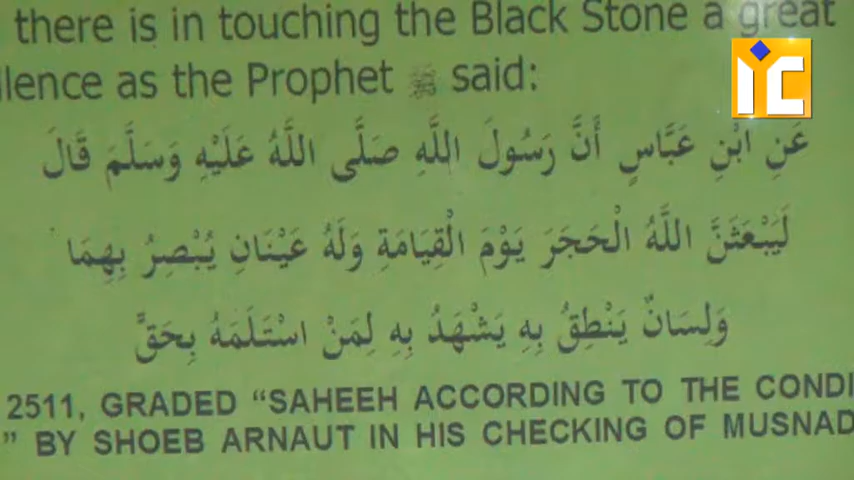 there is in touching the Black Stone a great
llence as the Prophet ﷺ said:
عَنِ ابْنِ عَبَّاسٍ أَنَّ رَسُولَ اللَّهِ صَلَّى اللَّهُ عَلَيْهِ وَسَلَّمَ قَالَ
لَيَبْعَثَنَّ اللَّهُ الْحَجَرَ يَوْمَ الْقِيَامَةِ وَلَهُ عَيْنَانِ يُبْصِرُ بِهِمَا
وَلِسَانٌ يَنْطِقُ بِهِ يَشْهَدُ بِهِ لِمَنْ اسْتَلَمَهُ بِحَقٍّ
2511, GRADED “SAHEEH ACCORDING TO THE CONDI
” BY SHOEB ARNAUT IN HIS CHECKING OF MUSNAD